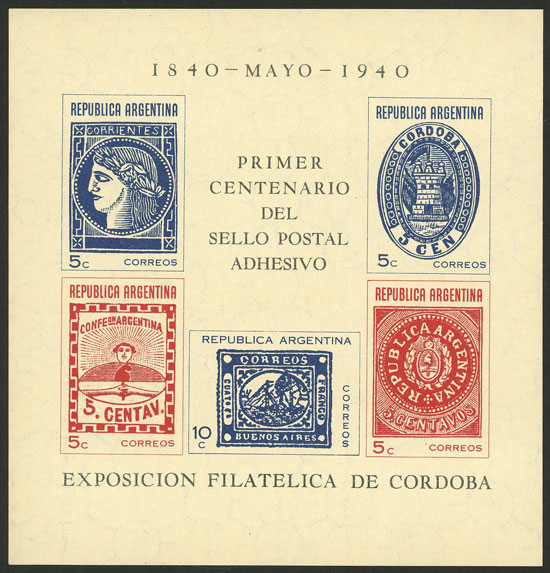 1840-MAYO-1940
REPUBLICA ARGENTINA
CORRIENTES
5c CORREOS
PRIMER
CENTENARIO
DEL
SELLO POSTAL
ADHESIVO
REPUBLICA ARGENTINA
CORDOBA
5 CEN
5c CORREOS
REPUBLICA ARGENTINA
CONFEON ARGENTINA
5. CENTAV.
5c CORREOS
REPUBLICA ARGENTINA
CORREOS
FRANCO
BUENOS AIRES
10c
CORREOS
REPUBLICA ARGENTINA
REPUBLICA ARGENTINA
5 CENTAVOS
5c CORREOS
EXPOSICION FILATELICA DE CORDOBA